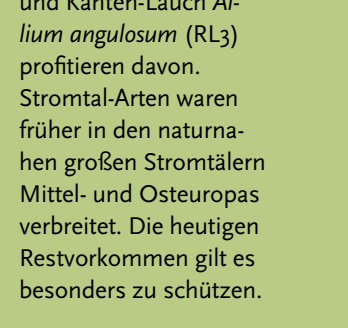 und Kanten-Lauch Al-
lium angulosum (RL3)
profitieren davon.
Stromtal-Arten waren
früher in den naturna-
hen großen Stromtälern
Mittel- und Osteuropas
verbreitet. Die heutigen
Restvorkommen gilt es
besonders zu schützen.